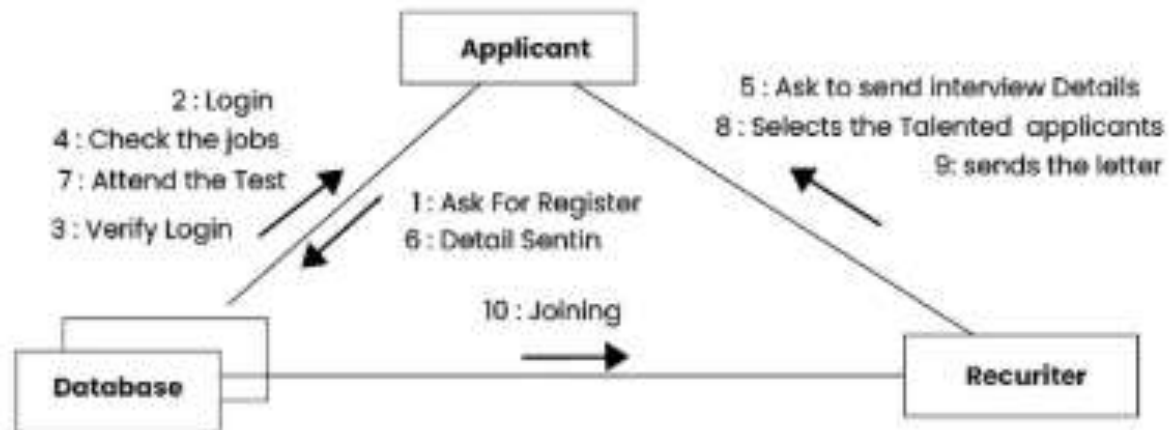 Applicant
2 : Login
4 : Check the jobs
7 : Attend the Test
3 : Verify Login
5 : Ask to send interview Details
8 : Selects the Talented applicants
9: sends the letter
1 : Ask For Register
6 : Detail Sentin
10 : Joining
Database
Recuriter